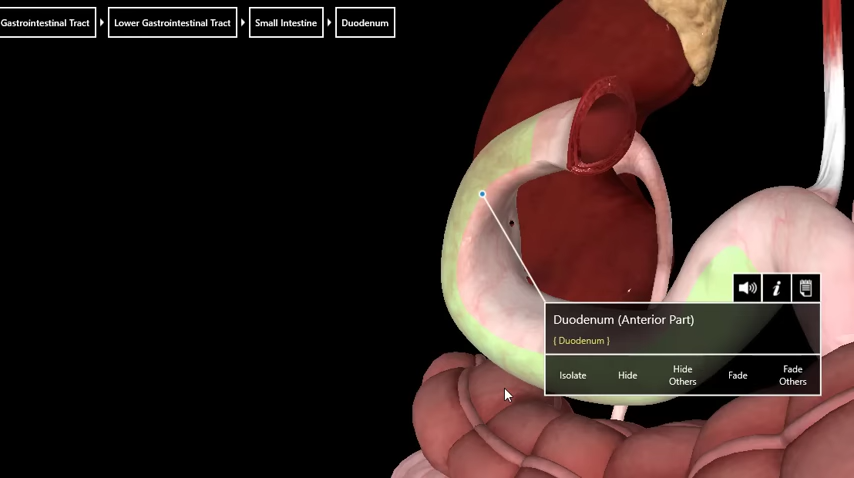 Gastrointestinal Tract
Lower Gastrointestinal Tract
Small Intestine
Duodenum
Duodenum (Anterior Part)
{ Duodenum }
Isolate
Hide
Hide
Others
Fade
Fade
Others